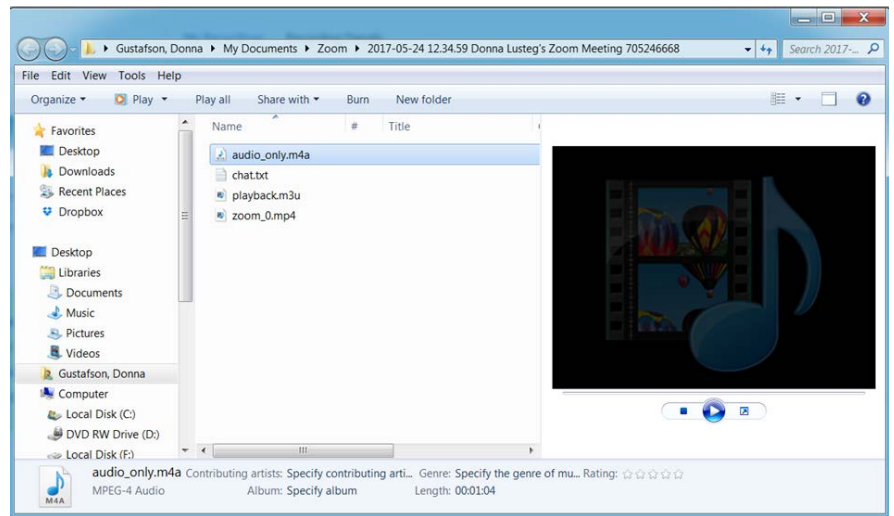 Gustafson, Donna ▸ My Documents ▸ Zoom ▸ 2017-05-24 12.34.59 Donna Lusteg's Zoom Meeting 705246668
Search 2017-...
File Edit View Tools Help
Organize Play Play all Share with Burn New folder
Favorites
Desktop
Downloads
Recent Places
Dropbox
Desktop
Libraries
Documents
Music
Pictures
Videos
Gustafson, Donna
Computer
Local Disk (C:)
DVD RW Drive (D:)
Local Disk (F:)
Name # Title
audio_only.m4a
chat.txt
playback.m3u
zoom_0.mp4
audio_only.m4a Contributing artists: Specify contributing arti... Genre: Specify the genre of mu... Rating:
MPEG-4 Audio Album: Specify album Length: 00:01:04
M4A